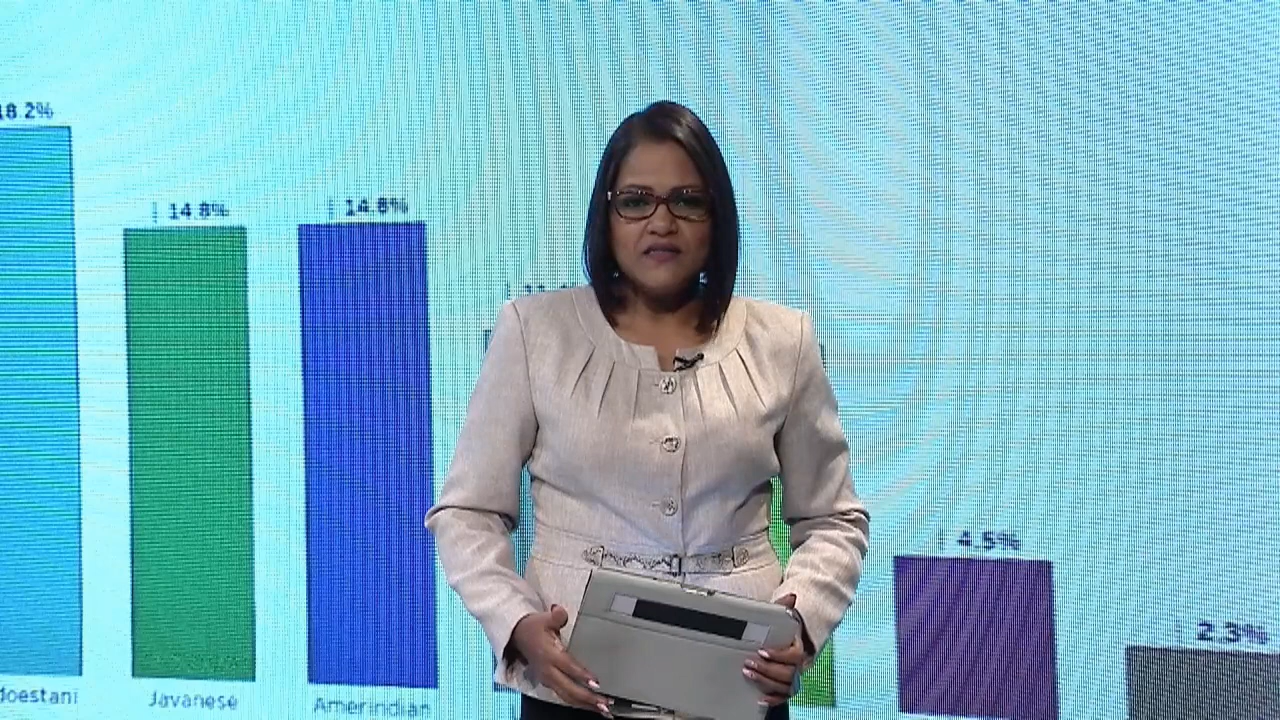 18.2%
14.8%
14.8%
4.5%
2.3%
doestani
Javanese
Amerindian